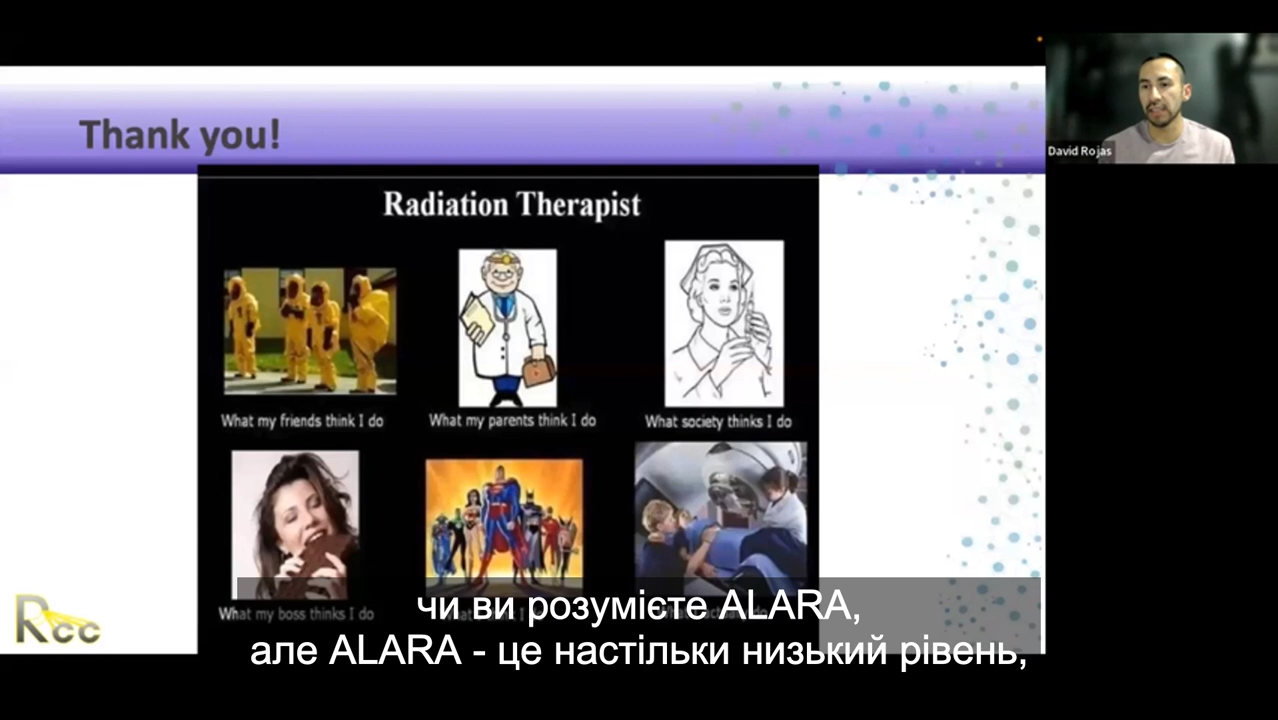 Thank you!
David Rojas
Radiation Therapist
What my friends think I do
What my parents think I do
What society thinks I do
What my boss thinks I do
Rcc
чи ви розумієте ALARA,
але ALARA - це настільки низький рівень,